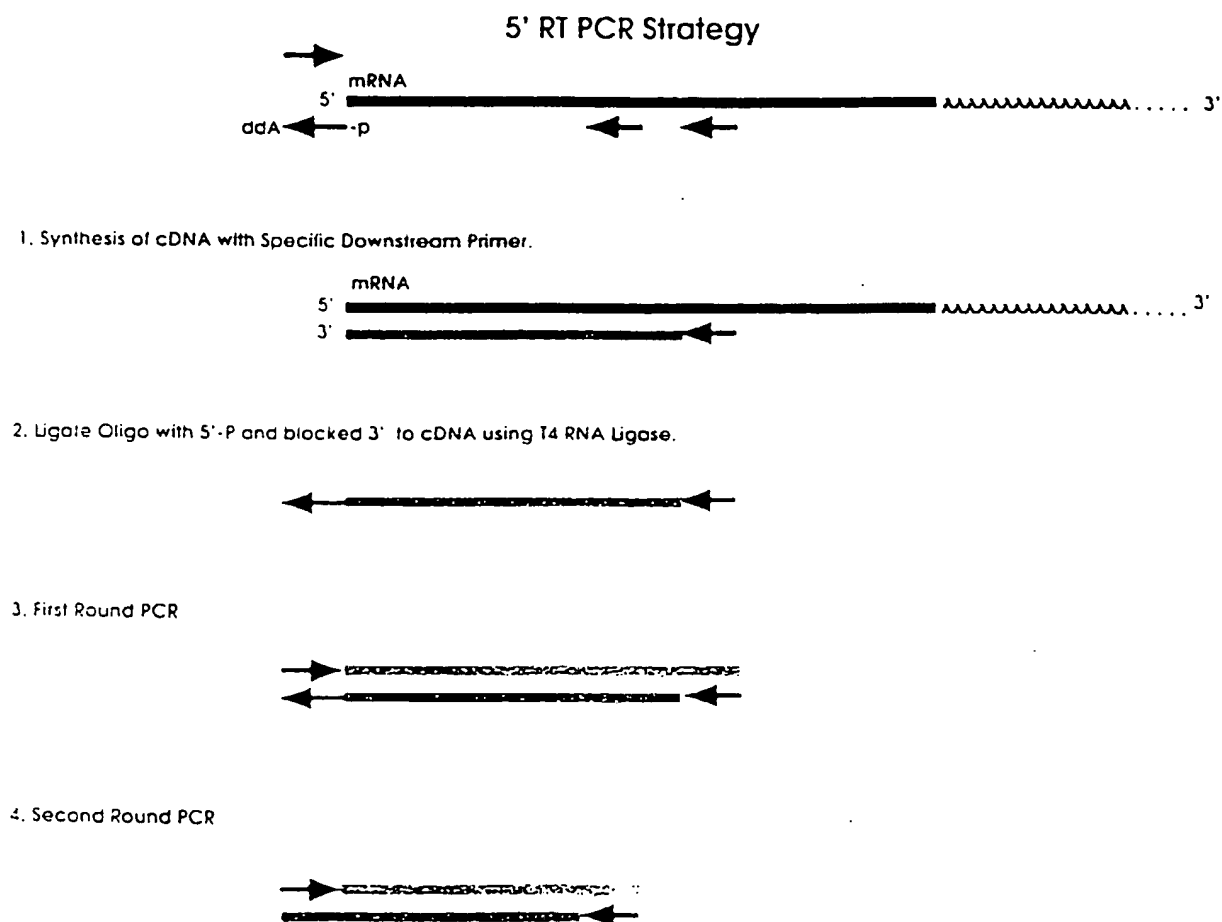 5' RT PCR Strategy
mRNA
5' 3'
ddA -p
1. Synthesis of cDNA with Specific Downstream Primer.
mRNA
5' 3'
3'
2. Ligate Oligo with 5'-P and blocked 3' to cDNA using T4 RNA Ligase.
3. First Round PCR
4. Second Round PCR